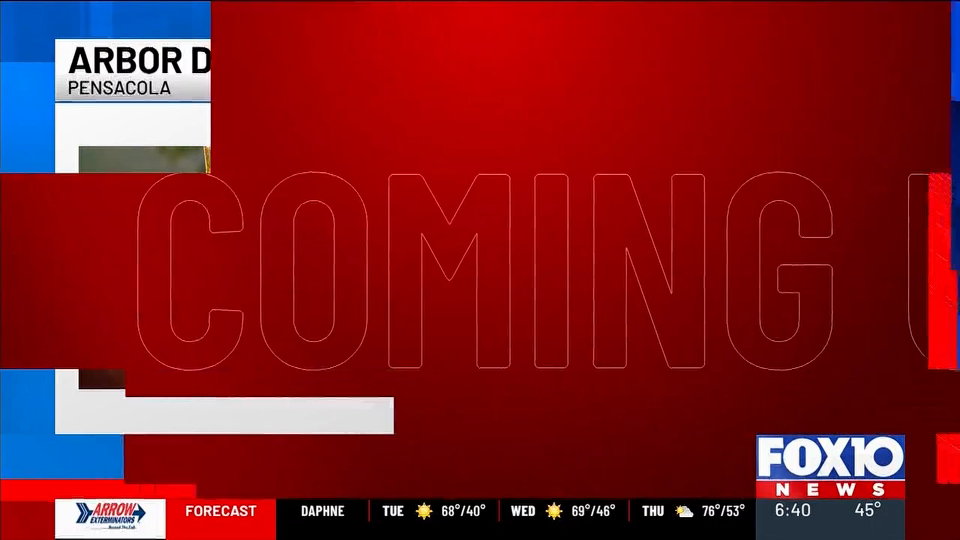 ARBOR D
PENSACOLA
COMING U
FOX10
NEWS
6:40 45°
ARROW
EXTERMINATORS
FORECAST
DAPHNE
TUE 68°/40°
WED 69°/46°
THU 76°/53°